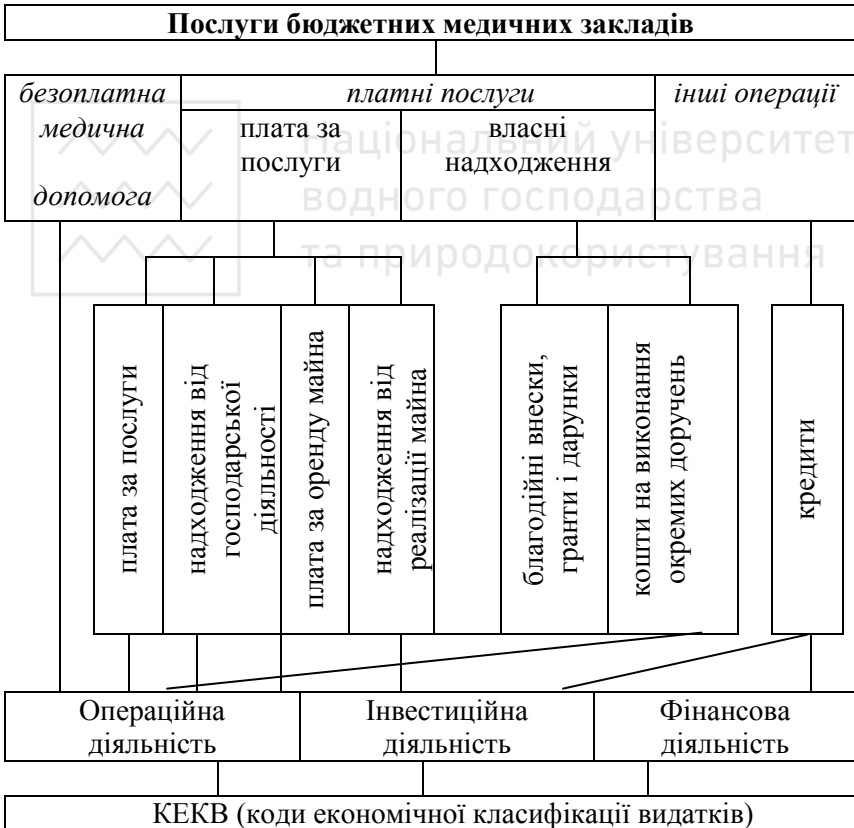 Послуги бюджетних медичних закладів
безоплатна
медична
допомога
платні послуги
плата за
послуги
власні
надходження
інші операції
Національний університет
водного господарства
та природокористування
плата за послуги
надходження від
господарської
діяльності
плата за оренду майна
надходження від
реалізації майна
благодійні внески,
гранти і дарунки
кошти на виконання
окремих доручень
кредити
Операційна
діяльність
Інвестиційна
діяльність
Фінансова
діяльність
КЕКВ (коди економічної класифікації видатків)